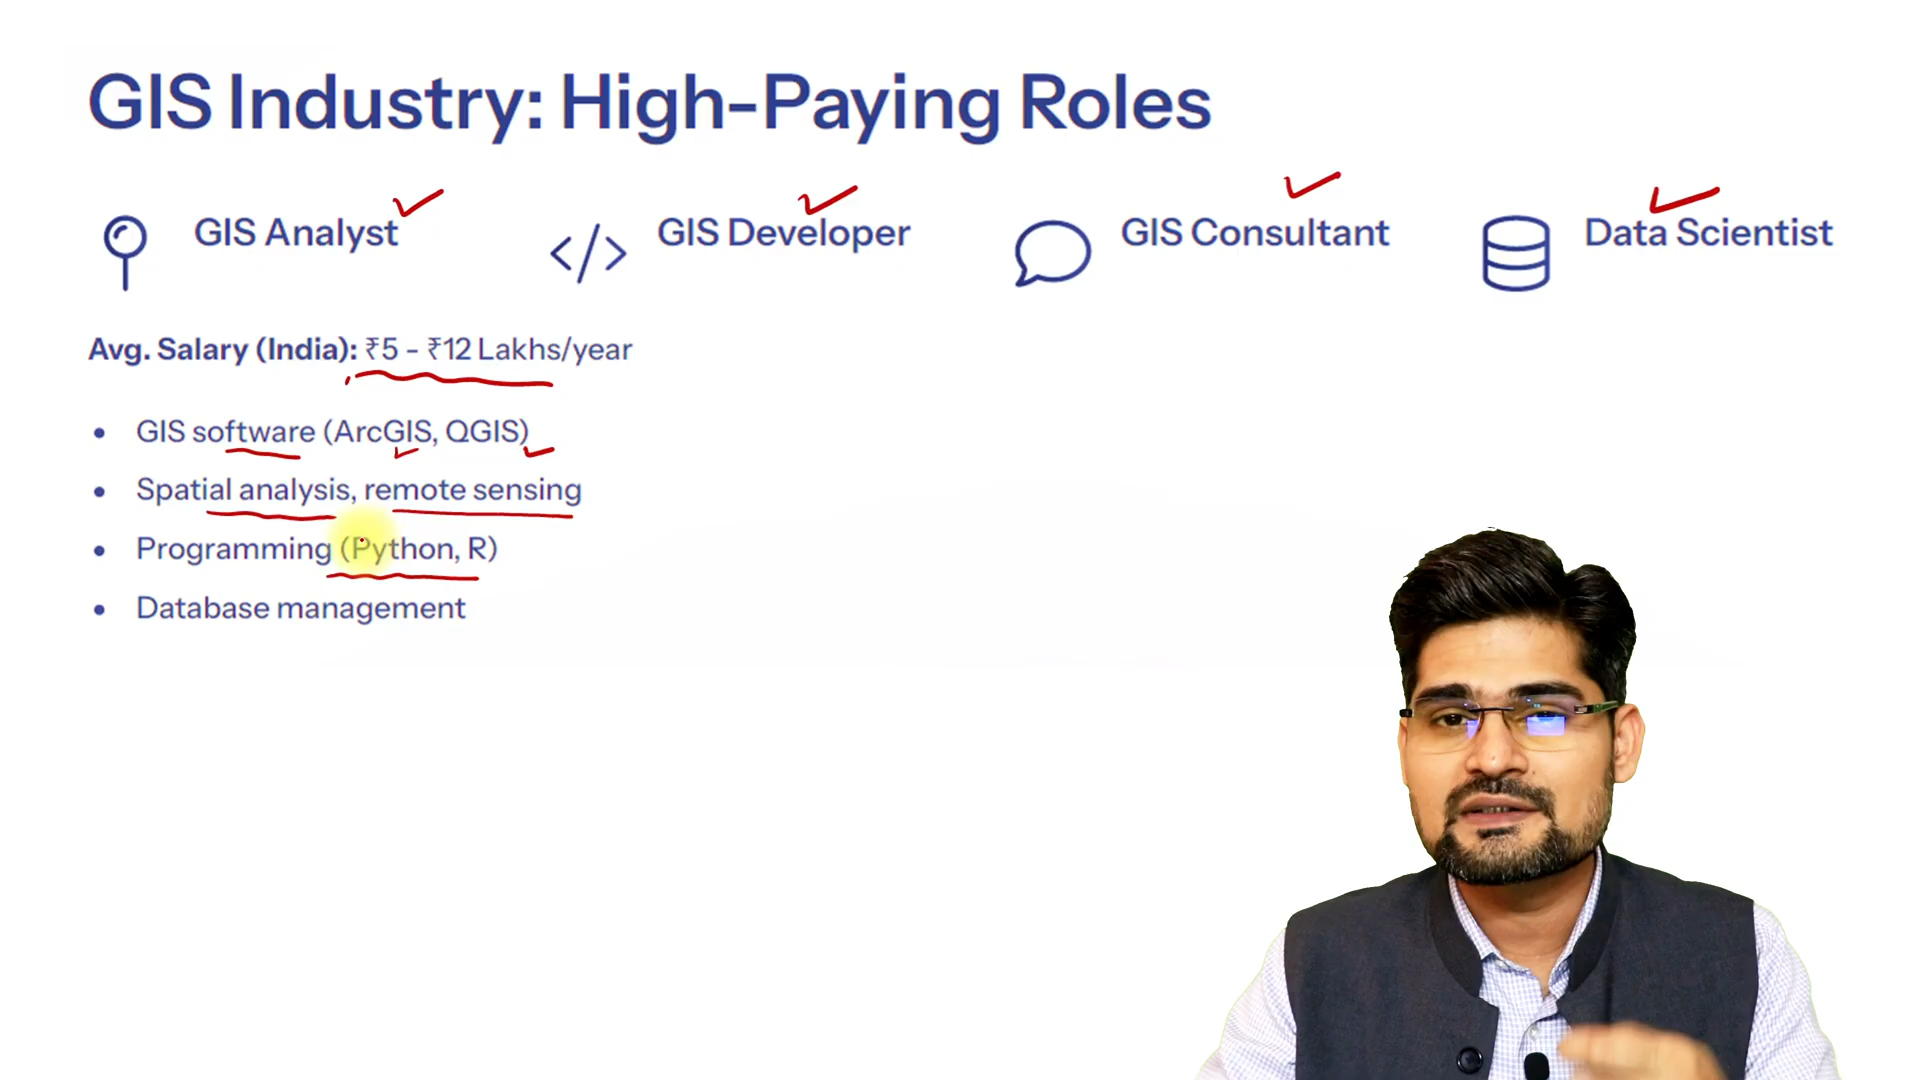 GIS Industry: High-Paying Roles
GIS Analyst
GIS Developer
GIS Consultant
Data Scientist
Avg. Salary (India): ₹5 - ₹12 Lakhs/year
• GIS software (ArcGIS, QGIS)
• Spatial analysis, remote sensing
• Programming (Python, R)
• Database management